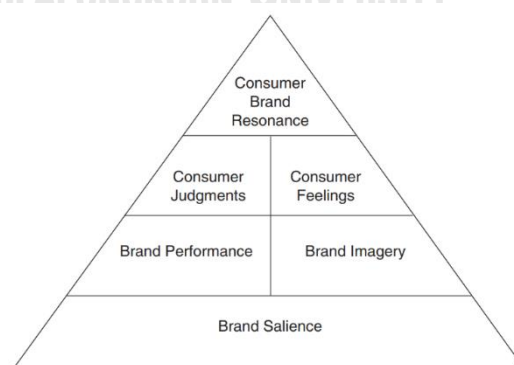 Consumer
Brand
Resonance
Consumer
Judgments
Consumer
Feelings
Brand Performance
Brand Imagery
Brand Salience